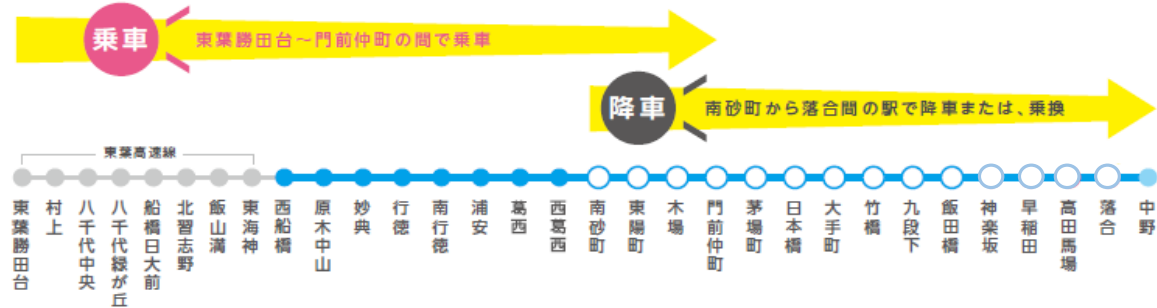 乗車
東葉勝田台～門前仲町の間で乗車
降車
南砂町から落合間の駅で降車または、乗換
東葉高速線
東葉勝田台
村上
八千代中央
八千代緑が丘
船橋日大前
北習志野
飯山満
東海神
西船橋
原木中山
妙典
行徳
南行徳
浦安
葛西
西葛西
南砂町
東陽町
木場
門前仲町
茅場町
日本橋
大手町
竹橋
九段下
飯田橋
神楽坂
早稲田
高田馬場
落合
中野